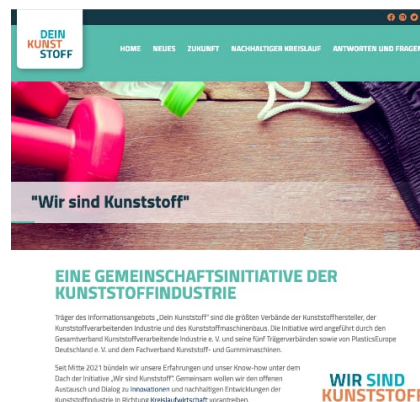 DEIN
KUNST
STOFF
HOME NEUES ZUKUNFT NACHHALTIGER KREISLAUF ANTWORTEN UND FRAGEN
"Wir sind Kunststoff"
EINE GEMEINSCHAFTSINITIATIVE DER
KUNSTSTOFFINDUSTRIE
Träger des Informationsangebots „Dein Kunststoff“ sind die größten Verbände der Kunststoffhersteller, der
Kunststoffverarbeitenden Industrie und des Kunststoffmaschinenbaus. Die Initiative wird angeführt durch den
Gesamtverband Kunststoffverarbeitende Industrie e. V. und seine fünf Trägerverbänden sowie von PlasticsEurope
Deutschland e. V. und dem Fachverband Kunststoff- und Gummimaschinen.
Seit Mitte 2021 bündeln wir unsere Erfahrungen und unser Know-how unter dem
Dach der Initiative „Wir sind Kunststoff“. Gemeinsam wollen wir den offenen
Austausch und Dialog zu Innovationen und nachhaltigen Entwicklungen der
Kunststoffindustrie in Richtung Kreislaufwirtschaft vorantreiben.
WIR SIND
KUNSTSTOFF